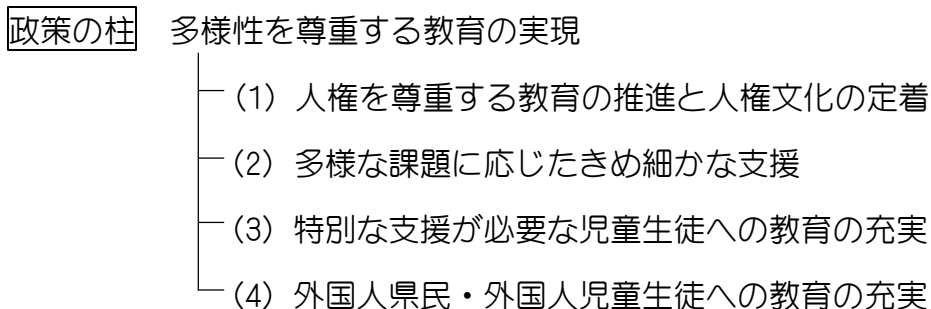 政策の柱 多様性を尊重する教育の実現
(1) 人権を尊重する教育の推進と人権文化の定着
(2) 多様な課題に応じたきめ細かな支援
(3) 特別な支援が必要な児童生徒への教育の充実
(4) 外国人県民・外国人児童生徒への教育の充実